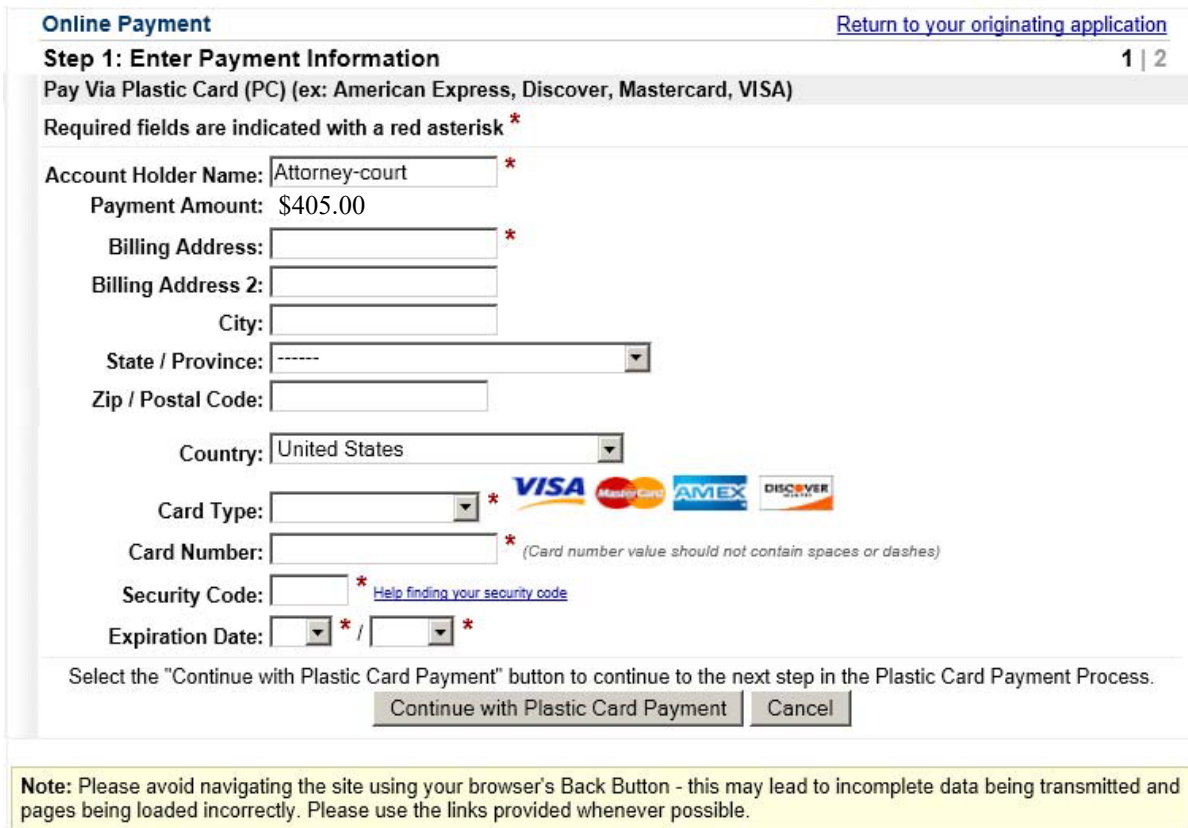 Online Payment Return to your originating application
Step 1: Enter Payment Information 1 | 2
Pay Via Plastic Card (PC) (ex: American Express, Discover, Mastercard, VISA)
Required fields are indicated with a red asterisk *
Account Holder Name: Attorney-court *
Payment Amount: $405.00
Billing Address: *
Billing Address 2:
City:
State / Province: ------
Zip / Postal Code:
Country: United States
Card Type: * VISA MasterCard AMEX DISCOVER
Card Number: * (Card number value should not contain spaces or dashes)
Security Code: * Help finding your security code
Expiration Date: * / *
Select the "Continue with Plastic Card Payment" button to continue to the next step in the Plastic Card Payment Process.
Continue with Plastic Card Payment Cancel
Note: Please avoid navigating the site using your browser's Back Button - this may lead to incomplete data being transmitted and
pages being loaded incorrectly. Please use the links provided whenever possible.